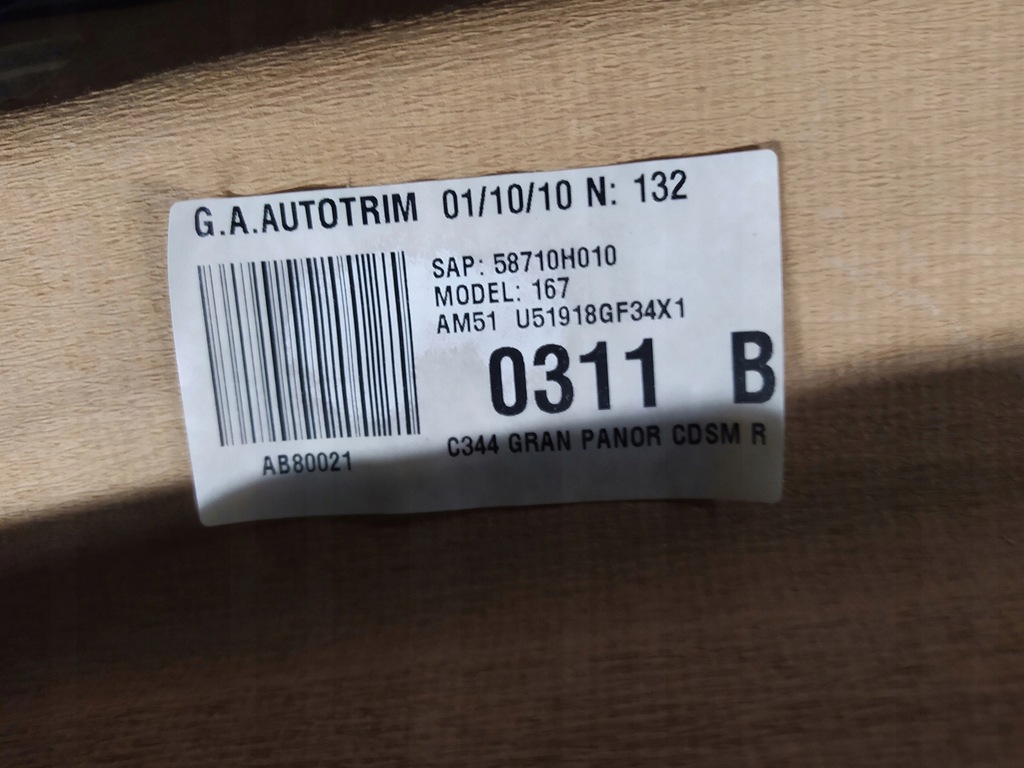 G.A.AUTOTRIM 01/10/10 N: 132
SAP: 58710H010
MODEL: 167
AM51 U51918GF34X1
0311 B
C344 GRAN PANOR CDSM R
AB80021